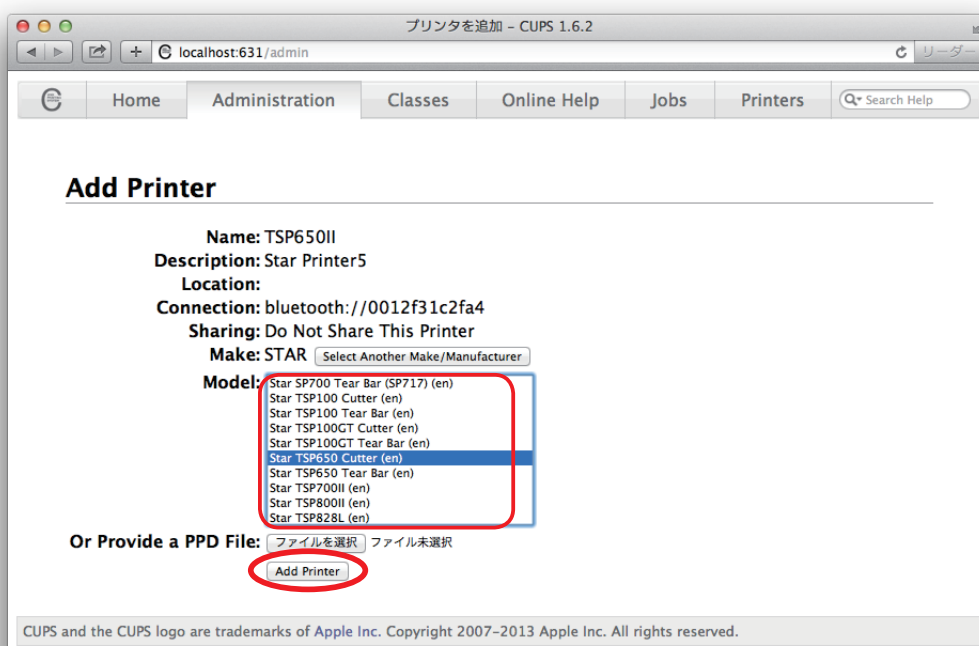 プリンタを追加 – CUPS 1.6.2
localhost:631/admin
リーダー
Home Administration Classes Online Help Jobs Printers Search Help
Add Printer
Name: TSP650II
Description: Star Printer5
Location:
Connection: bluetooth://0012f31c2fa4
Sharing: Do Not Share This Printer
Make: STAR Select Another Make/Manufacturer
Model:
Star SP700 Tear Bar (SP717) (en)
Star TSP100 Cutter (en)
Star TSP100 Tear Bar (en)
Star TSP100GT Cutter (en)
Star TSP100GT Tear Bar (en)
Star TSP650 Cutter (en)
Star TSP650 Tear Bar (en)
Star TSP700II (en)
Star TSP800II (en)
Star TSP828L (en)
Or Provide a PPD File: ファイルを選択 ファイル未選択
Add Printer
CUPS and the CUPS logo are trademarks of Apple Inc. Copyright 2007–2013 Apple Inc. All rights reserved.